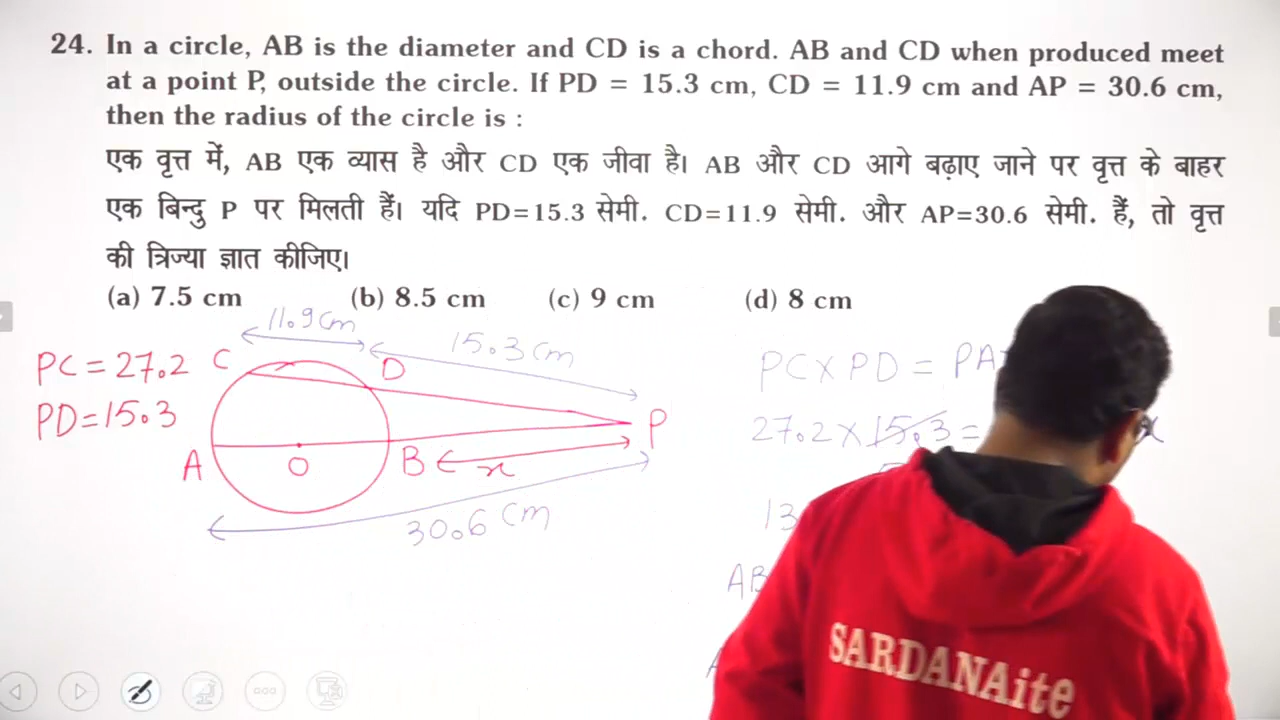 24. In a circle, AB is the diameter and CD is a chord. AB and CD when produced meet
at a point P, outside the circle. If PD = 15.3 cm, CD = 11.9 cm and AP = 30.6 cm,
then the radius of the circle is :
एक वृत्त में, AB एक व्यास है और CD एक जीवा है। AB और CD आगे बढ़ाए जाने पर वृत्त के बाहर
एक बिन्दु P पर मिलती हैं। यदि PD=15.3 सेमी. CD=11.9 सेमी. और AP=30.6 सेमी. हैं, तो वृत्त
की त्रिज्या ज्ञात कीजिए।
(a) 7.5 cm (b) 8.5 cm (c) 9 cm (d) 8 cm
11.9 cm
15.3 cm
PC = 27.2 C D
PD = 15.3 P
A O B x
30.6 cm
PC × PD = PA
27.2 × 15.3 = x
13
AB
A
SARDANAite